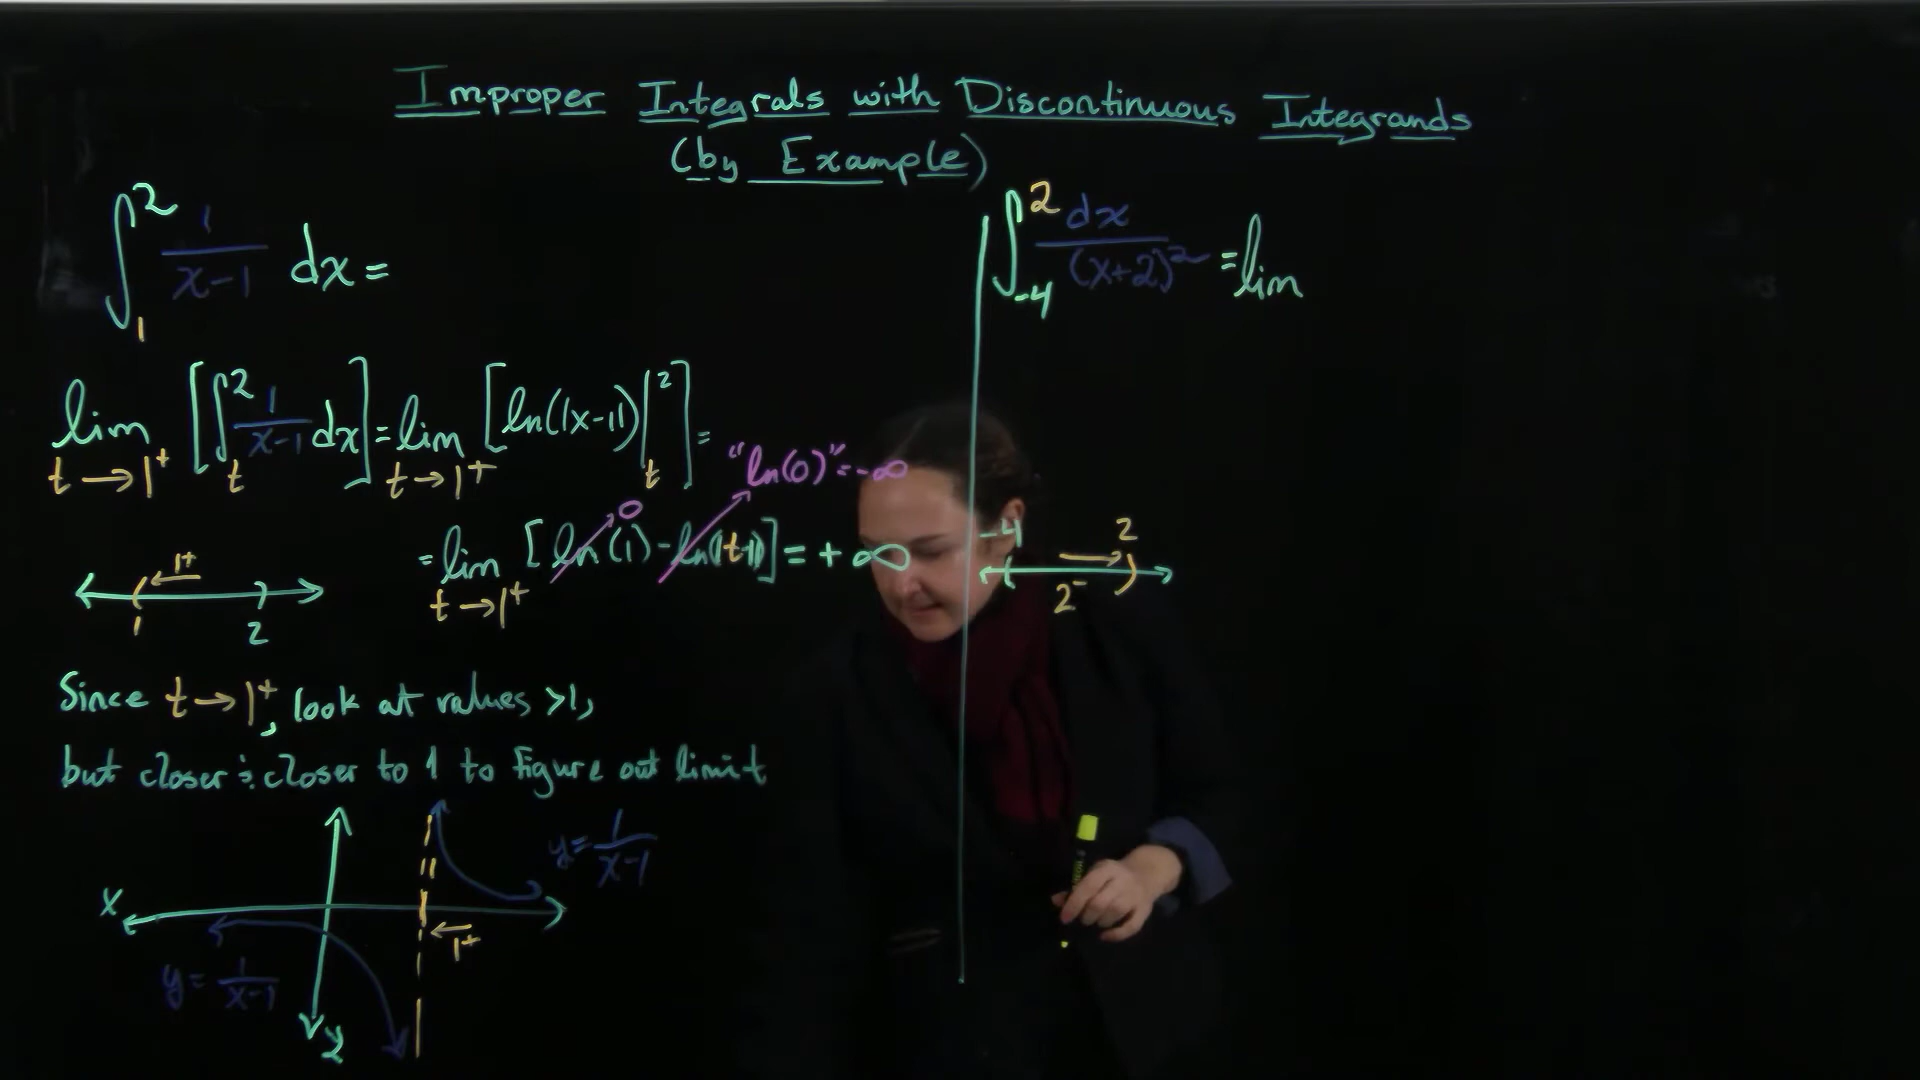 Improper Integrals with Discontinuous Integrands
(by Example)
∫₁² 1/(x-1) dx =
lim t→1⁺ [∫ₜ² 1/(x-1) dx] = lim t→1⁺ [ln(|x-1|) |ₜ²] =
"ln(0)" = -∞
0
= lim t→1⁺ [ln(1) - ln(|t-1|)] = + ∞
1⁺
1 2
Since t→1⁺, look at values >1,
but closer & closer to 1 to figure out limit
y = 1/(x-1)
x
1⁺
y = 1/(x-1)
y
∫₋₄² dx/(x+2)² = lim
-4 2
2⁻